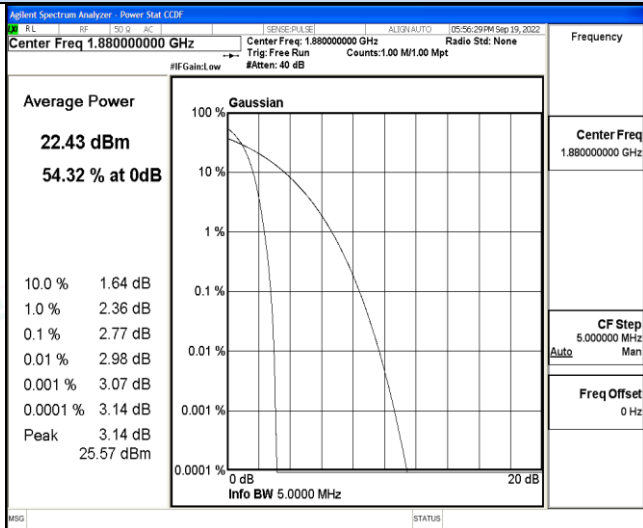 Agilent Spectrum Analyzer - Power Stat CCDF
RL RF 50 Ω AC SENSE:PULSE ALIGN AUTO 05:56:29 PM Sep 19, 2022
Center Freq 1.880000000 GHz
Center Freq: 1.880000000 GHz Radio Std: None
Trig: Free Run Counts:1.00 M/1.00 Mpt
#IFGain:Low #Atten: 40 dB
Frequency
Average Power
22.43 dBm
54.32 % at 0dB
10.0 % 1.64 dB
1.0 % 2.36 dB
0.1 % 2.77 dB
0.01 % 2.98 dB
0.001 % 3.07 dB
0.0001 % 3.14 dB
Peak 3.14 dB
25.57 dBm
Gaussian
100 %
10 %
1 %
0.1 %
0.01 %
0.001 %
0.0001 %
0 dB 20 dB
Info BW 5.0000 MHz
Center Freq
1.880000000 GHz
CF Step
5.000000 MHz
Auto Man
Freq Offset
0 Hz
MSG STATUS